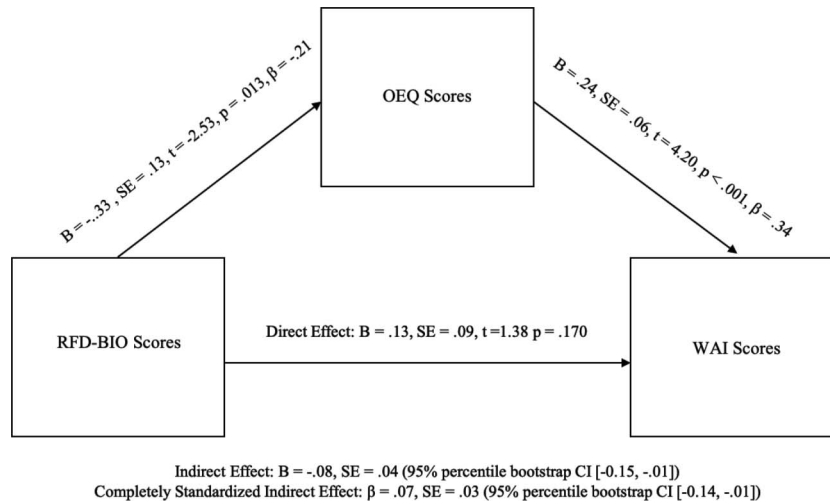 OEQ Scores
B = -.33 , SE = .13, t = -2.53, p = .013, β = -.21
B = .24, SE = .06, t = 4.20, p < .001, β = .34
RFD-BIO Scores
Direct Effect: B = .13, SE = .09, t =1.38 p = .170
WAI Scores
Indirect Effect: B = -.08, SE = .04 (95% percentile bootstrap CI [-0.15, -.01])
Completely Standardized Indirect Effect: β = .07, SE = .03 (95% percentile bootstrap CI [-0.14, -.01])